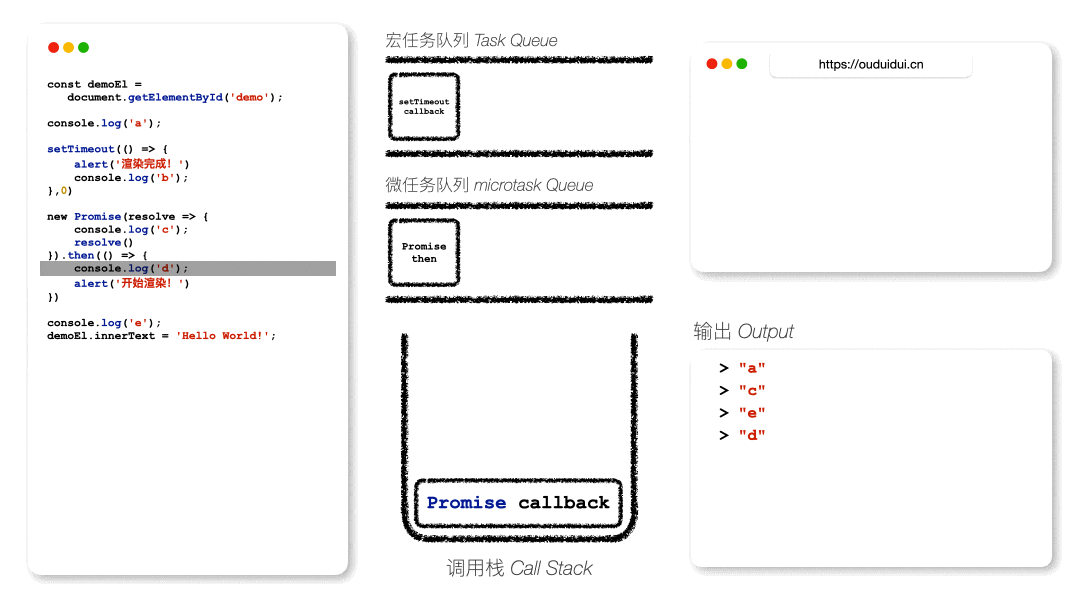 const demoEl =
document.getElementById('demo');
console.log('a');
setTimeout(() => {
alert('渲染完成！')
console.log('b');
},0)
new Promise(resolve => {
console.log('c');
resolve()
}).then(() => {
console.log('d');
alert('开始渲染！')
})
console.log('e');
demoEl.innerText = 'Hello World!';
宏任务队列 Task Queue
setTimeout
callback
微任务队列 microtask Queue
Promise
then
Promise callback
调用栈 Call Stack
https://ouduidui.cn
输出 Output
> "a"
> "c"
> "e"
> "d"